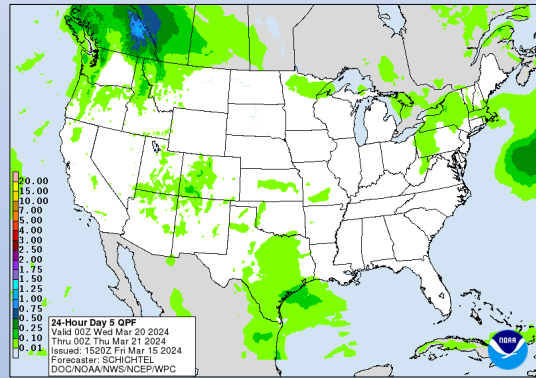 20.00
15.00
10.00
7.00
5.00
4.00
3.00
2.50
2.00
1.75
1.50
1.25
1.00
0.75
0.50
0.25
0.10
0.01
24-Hour Day 5 QPF
Valid 00Z Wed Mar 20 2024
Thru 00Z Thu Mar 21 2024
Issued: 1520Z Fri Mar 15 2024
Forecaster: SCHICHTEL
DOC/NOAA/NWS/NCEP/WPC
NOAA